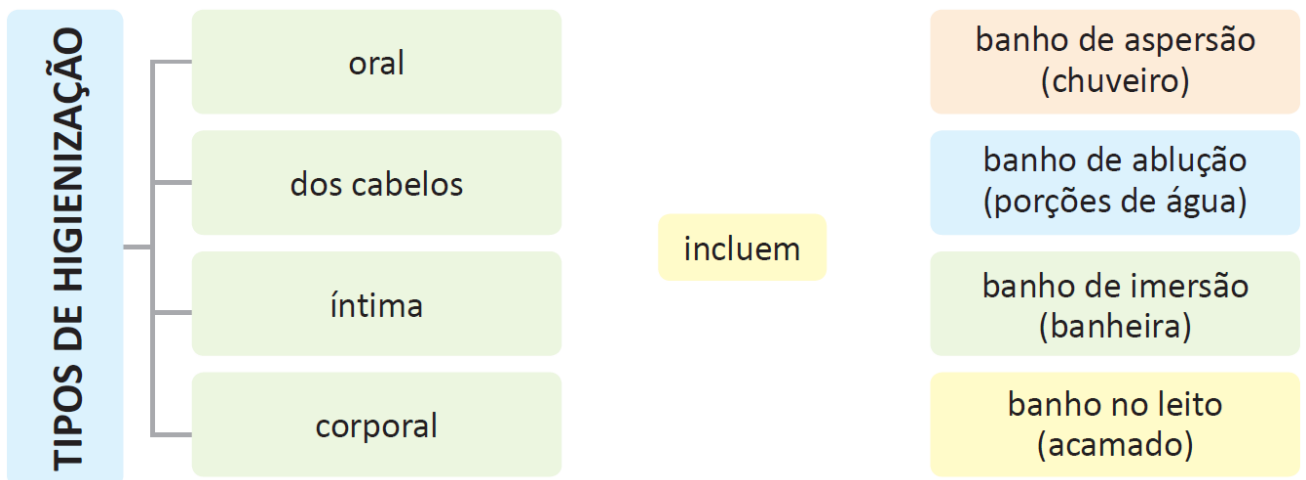 TIPOS DE HIGIENIZAÇÃO
oral
dos cabelos
íntima
corporal
incluem
banho de aspersão
(chuveiro)
banho de ablução
(porções de água)
banho de imersão
(banheira)
banho no leito
(acamado)